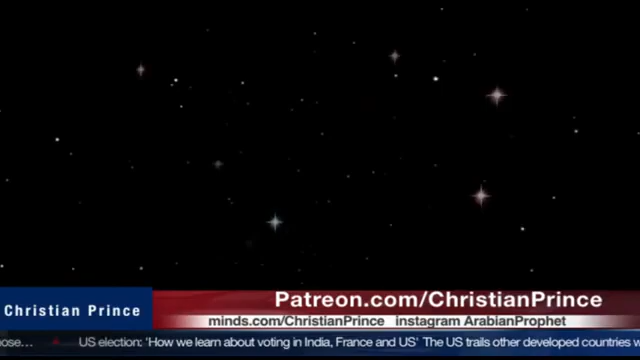 Christian Prince
Patreon.com/ChristianPrince
minds.com/ChristianPrince instagram ArabianProphet
ose... US election: 'How we learn about voting in India, France and US' The US trails other developed countries w